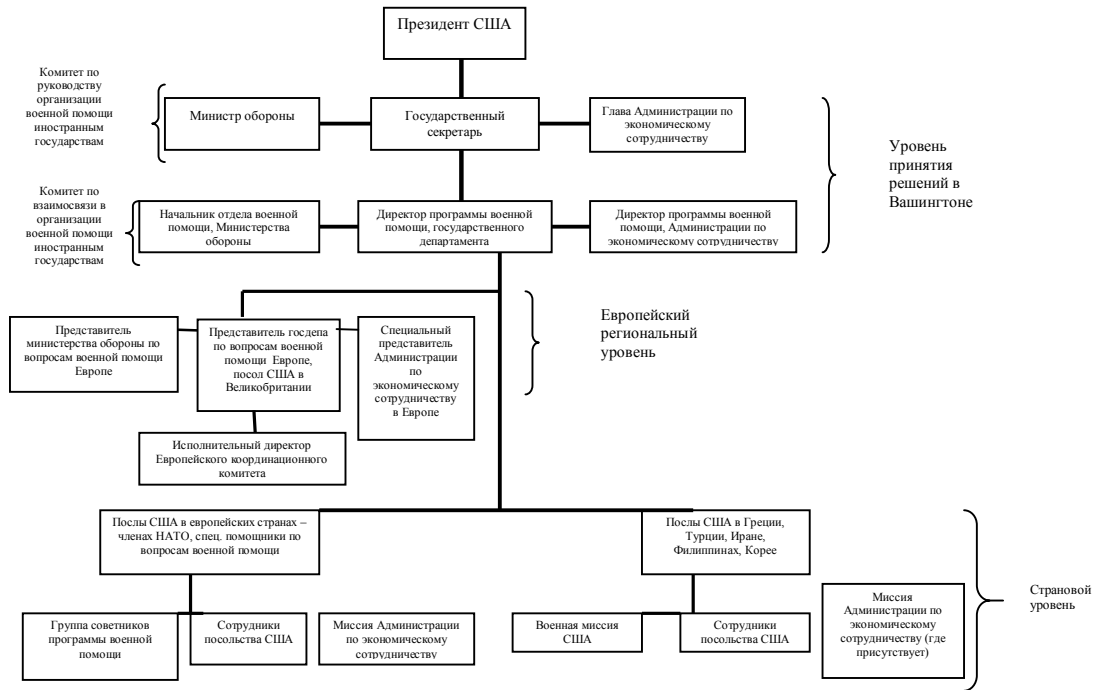 Президент США
Комитет по
руководству
организации
военной помощи
иностранным
государствам
Министр обороны
Государственный
секретарь
Глава Администрации по
экономическому
сотрудничеству
Уровень
принятия
решений в
Вашингтоне
Комитет по
взаимосвязи в
организации
военной помощи
иностранным
государствам
Начальник отдела военной
помощи, Министерства
обороны
Директор программы военной
помощи, государственного
департамента
Директор программы военной
помощи, Администрации по
экономическому сотрудничеству
Европейский
региональный
уровень
Представитель
министерства обороны по
вопросам военной помощи
Европе
Представитель госдепа
по вопросам военной
помощи Европе,
посол США в
Великобритании
Специальный
представитель
Администрации
по
экономическому
сотрудничеству
в Европе
Исполнительный директор
Европейского координационного
комитета
Послы США в европейских странах –
членах НАТО, спец. помощники по
вопросам военной помощи
Послы США в Греции,
Турции, Иране,
Филиппинах, Корее
Группа советников
программы военной
помощи
Сотрудники
посольства США
Миссия Администрации
по экономическому
сотрудничеству
Военная миссия
США
Сотрудники
посольства США
Миссия
Администрации по
экономическому
сотрудничеству (где
присутствует)
Страновой
уровень